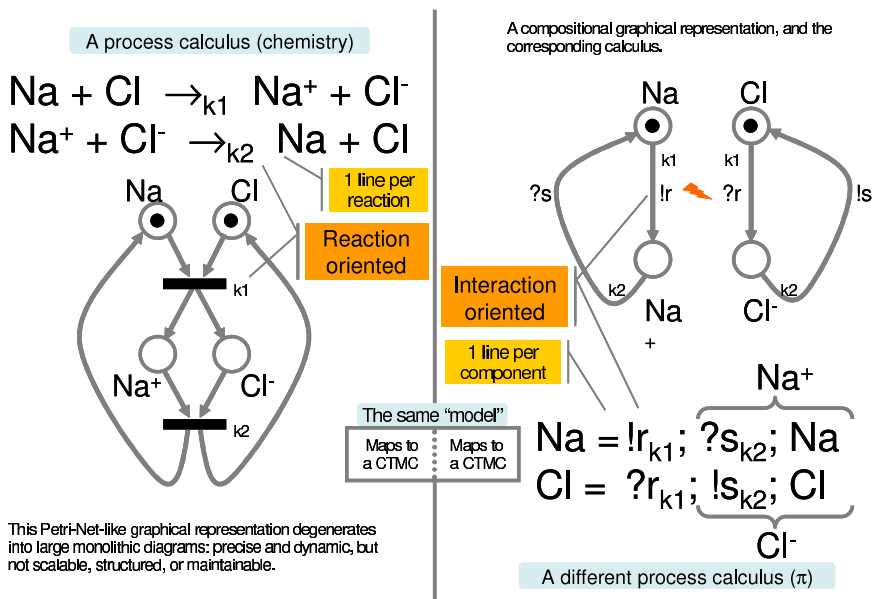 A process calculus (chemistry)
Na + Cl →k1 Na+ + Cl-
Na+ + Cl- →k2 Na + Cl
1 line per
reaction
Reaction
oriented
Na
Cl
k1
Na+
Cl-
k2
This Petri-Net-like graphical representation degenerates
into large monolithic diagrams: precise and dynamic, but
not scalable, structured, or maintainable.
The same “model”
Maps to
a CTMC
Maps to
a CTMC
A compositional graphical representation, and the
corresponding calculus.
Na
Cl
k1
k1
?s
!r
?r
!s
k2
k2
Na
+
Cl-
Interaction
oriented
1 line per
component
Na+
Na = !rk1; ?sk2; Na
Cl = ?rk1; !sk2; Cl
Cl-
A different process calculus (π)